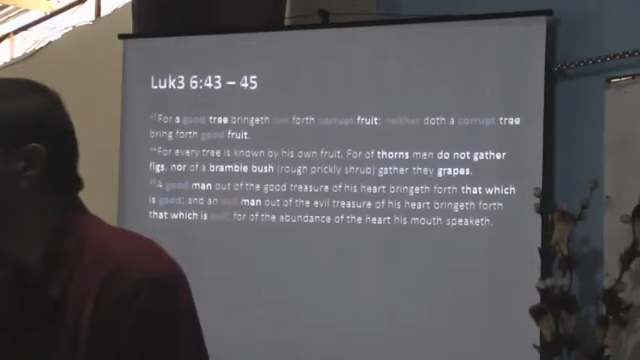 Luk3 6:43 – 45
43For a good tree bringeth not forth corrupt fruit; neither doth a corrupt tree
bring forth good fruit.
44For every tree is known by his own fruit. For of thorns men do not gather
figs, nor of a bramble bush (rough prickly shrub) gather they grapes.
45A good man out of the good treasure of his heart bringeth forth that which
is good; and an evil man out of the evil treasure of his heart bringeth forth
that which is evil: for of the abundance of the heart his mouth speaketh.